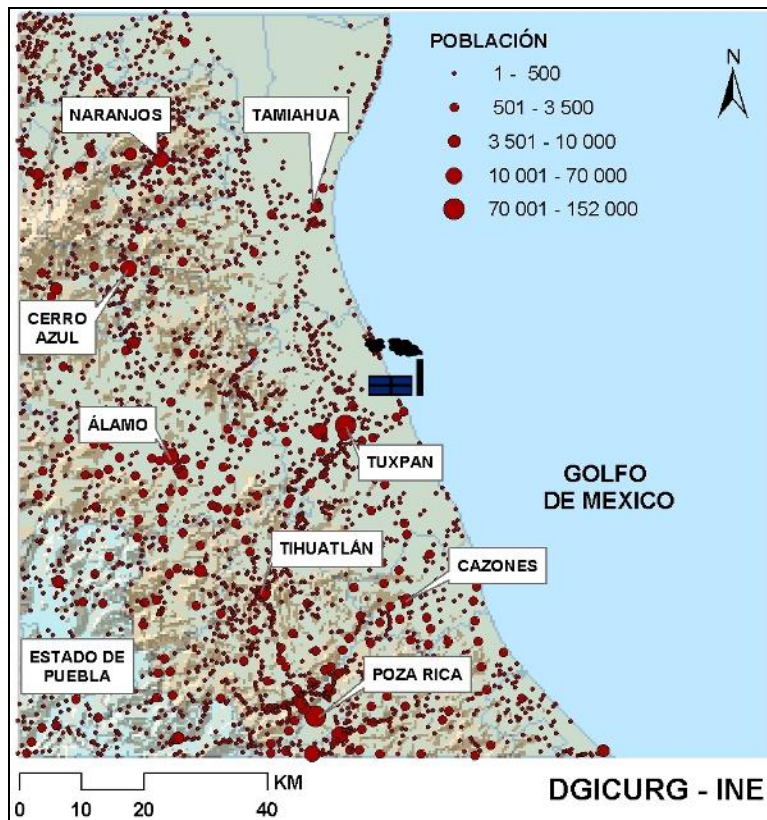 POBLACIÓN
1 - 500
501 - 3 500
3 501 - 10 000
10 001 - 70 000
70 001 - 152 000
N
NARANJOS
TAMIAHUA
CERRO
AZUL
ÁLAMO
TUXPAN
GOLFO
DE MEXICO
TIHUATLÁN
CAZONES
ESTADO DE
PUEBLA
POZA RICA
KM
0 10 20 40
DGICURG - INE